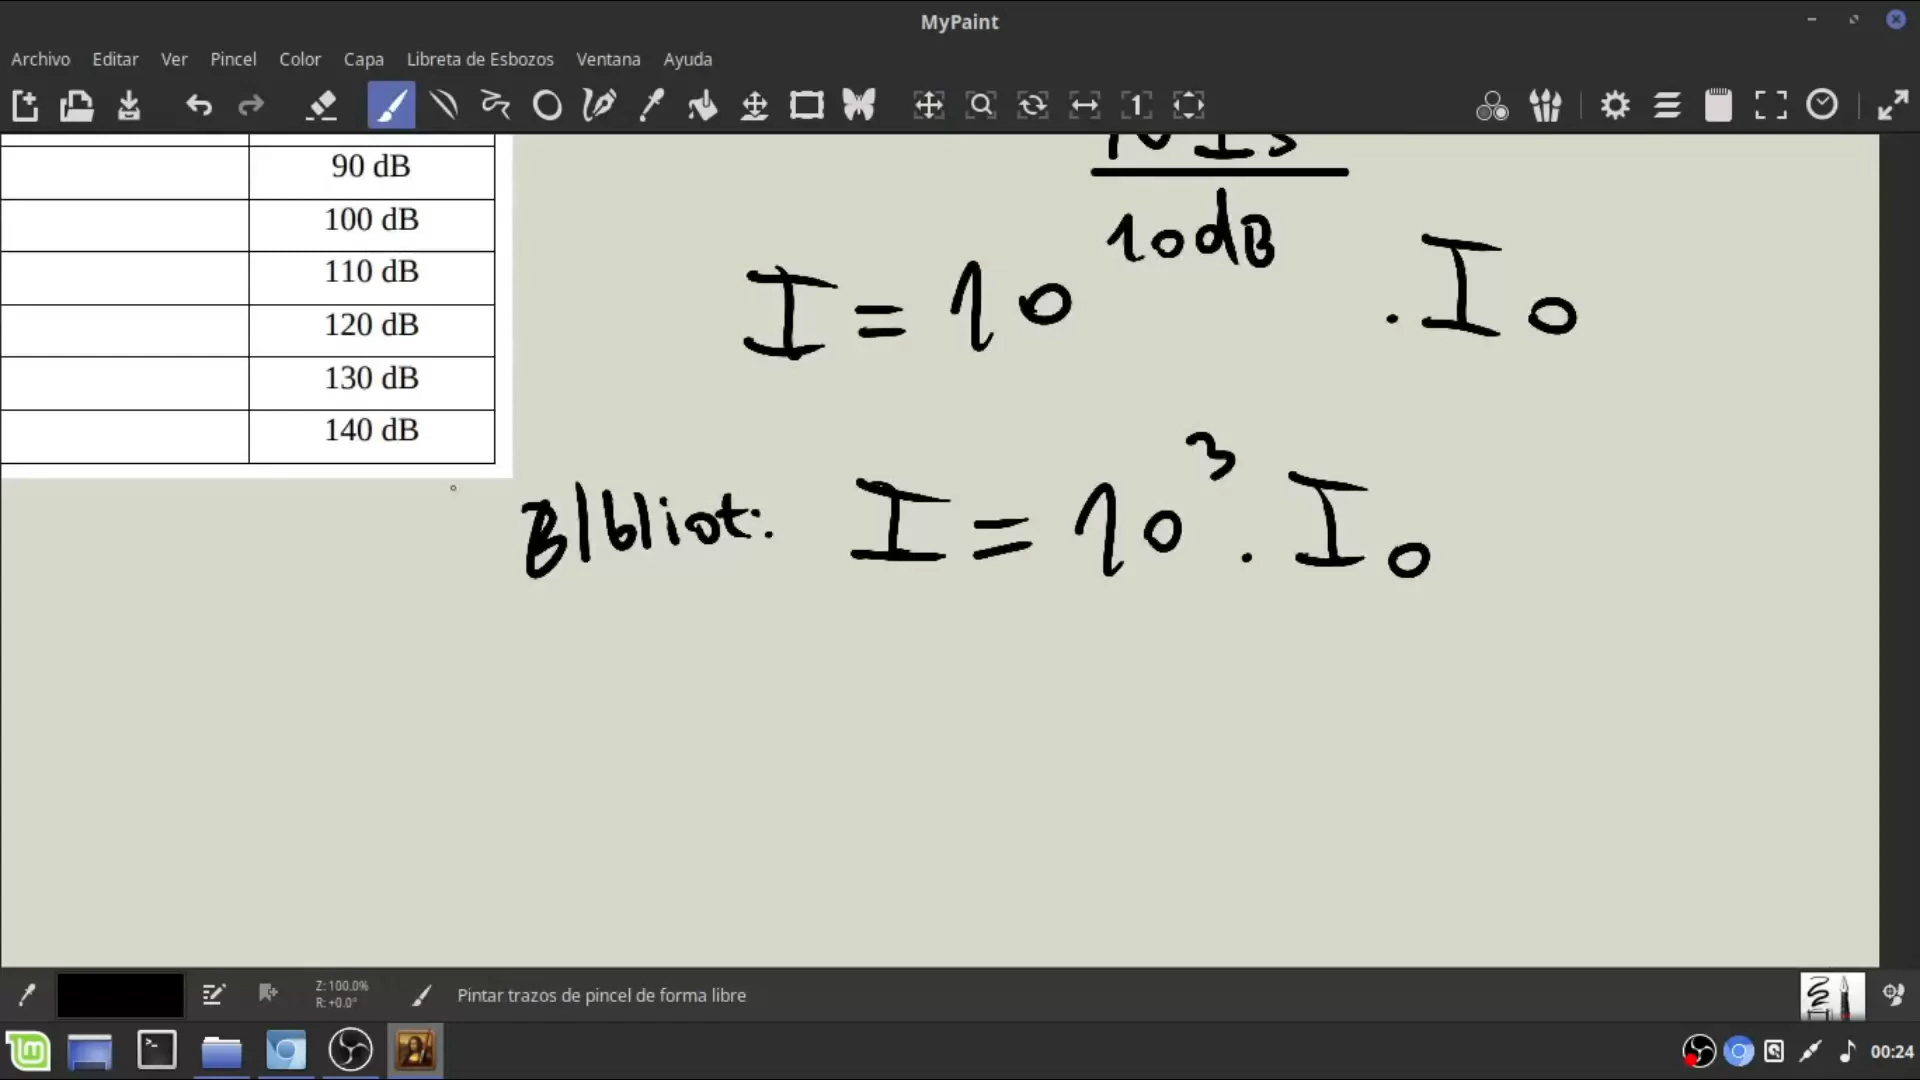 MyPaint
Archivo Editar Ver Pincel Color Capa Libreta de Esbozos Ventana Ayuda
90 dB
100 dB
110 dB
120 dB
130 dB
140 dB
10dB
I = 10 . I0
Bibliot: I = 10³ . I0
Z: 100.0%
R: +0.0°
Pintar trazos de pincel de forma libre
00:24